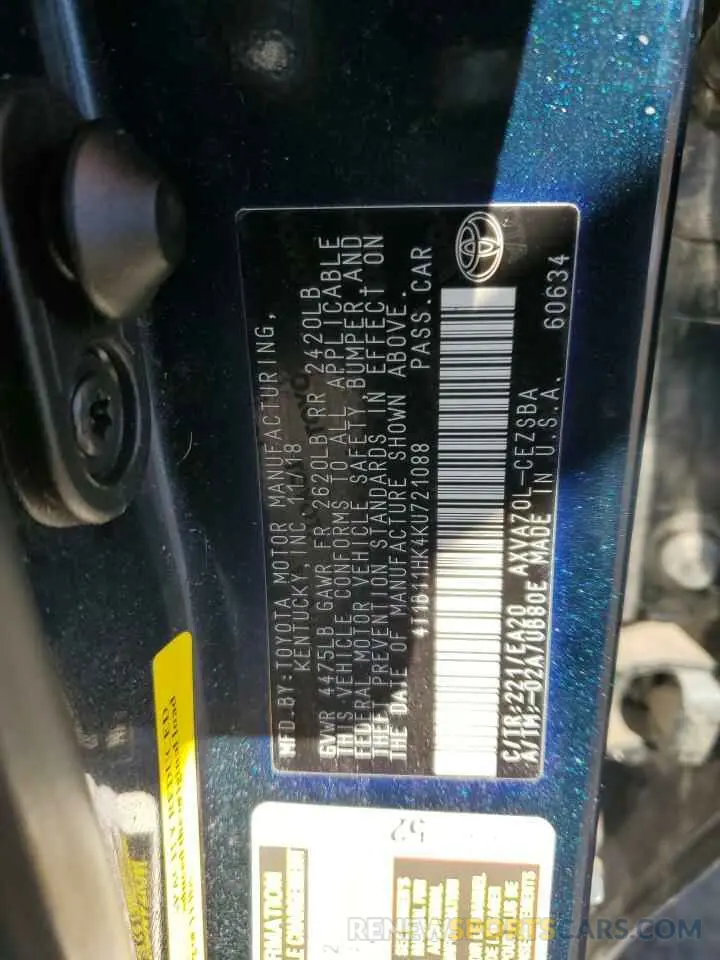 MFD.BY:TOYOTA MOTOR MANUFACTURING,
KENTUCKY, INC. 11/18
GVWR 4475LB GAWR FR 2620LB RR 2420LB
THIS VEHICLE CONFORMS TO ALL APPLICABLE
FEDERAL MOTOR VEHICLE SAFETY, BUMPER, AND
THEFT PREVENTION STANDARDS IN EFFECT ON
THE DATE OF MANUFACTURE SHOWN ABOVE.
4T1B11HK4KU721088 PASS.CAR
C/TR:221/EA20 AXVA70L-CEZSBA
A/TM:-02A/UB80E MADE IN U.S.A. 60634
52
RENEWSPORTSCARS.COM